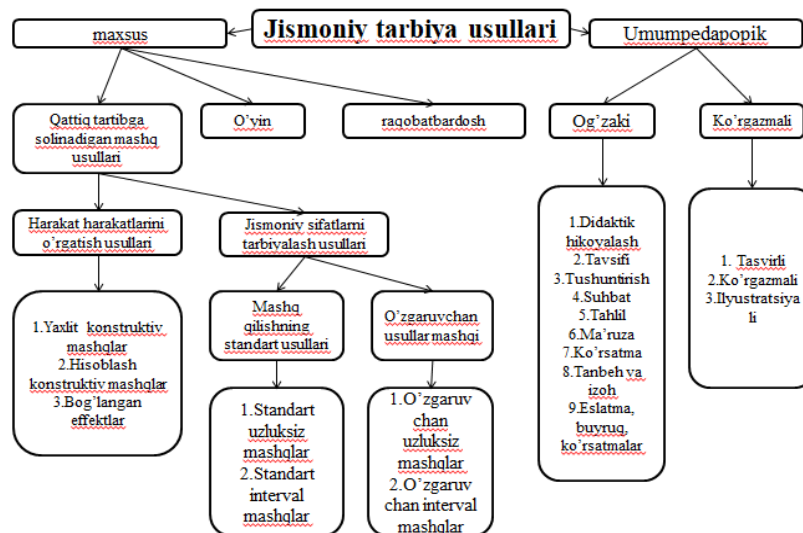 Jismoniy tarbiya usullari
maxsus
Umumpedapopik
Qattiq tartibga
solinadigan mashq
usullari
O’yin
raqobatbardosh
Og’zaki
Ko’rgazmali
Harakat harakatlarini
o’rgatish usullari
Jismoniy sifatlarni
tarbiyalash usullari
1.Yaxlit konstruktiv
mashqlar
2.Hisoblash
konstruktiv mashqlar
3.Bog’langan
effektlar
Mashq
qilishning
standart usullari
O’zgaruvchan
usullar mashqi
1.Standart
uzluksiz
mashqlar
2.Standart
interval
mashqlar
1.O’zgaruv
chan
uzluksiz
mashqlar
2.O’zgaruv
chan interval
mashqlar
1.Didaktik
hikoyalash
2.Tavsifi
3.Tushuntirish
4.Suhbat
5.Tahlil
6.Ma’ruza
7.Ko’rsatma
8.Tanbeh va
izoh
9.Eslatma,
buyruq,
ko’rsatmalar
1. Tasvirli
2.Ko’rgazmali
3.Ilyustratsiya
li